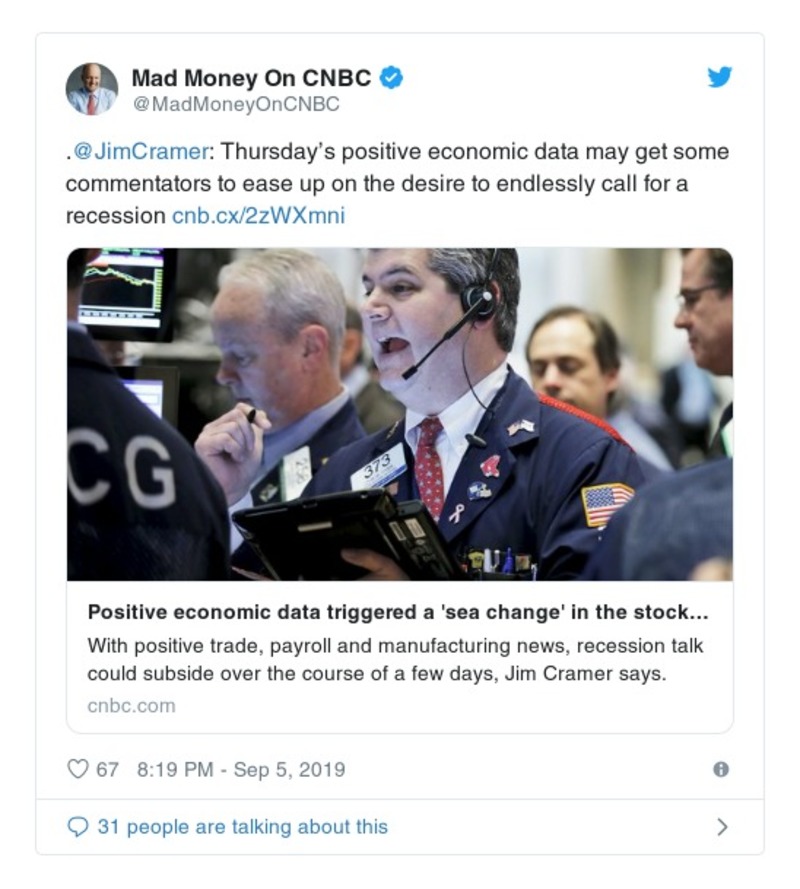 Mad Money On CNBC
@MadMoneyOnCNBC
.@JimCramer: Thursday’s positive economic data may get some
commentators to ease up on the desire to endlessly call for a
recession cnb.cx/2zWXmni
CG
373
Positive economic data triggered a 'sea change' in the stock...
With positive trade, payroll and manufacturing news, recession talk
could subside over the course of a few days, Jim Cramer says.
cnbc.com
67 8:19 PM - Sep 5, 2019
31 people are talking about this